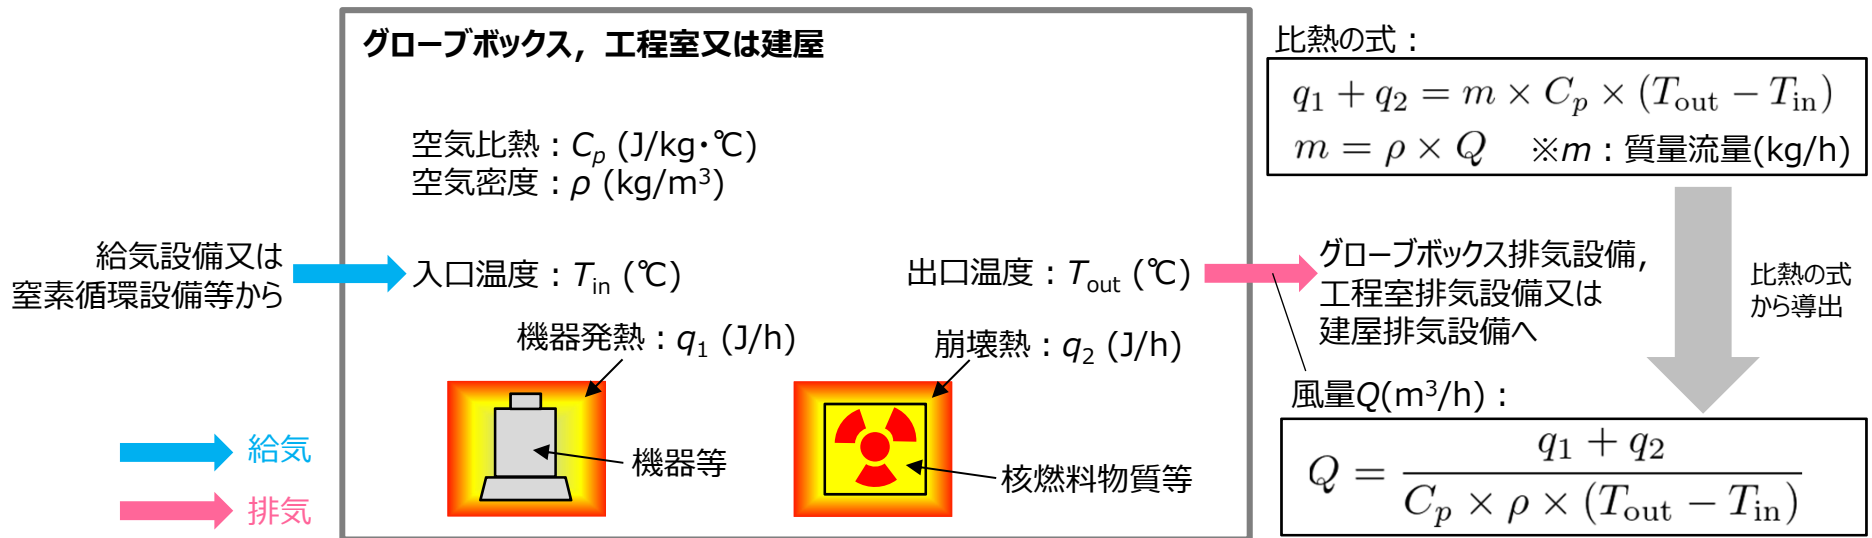 グローブボックス，工程室又は建屋
空気比熱：Cp (J/kg・℃)
空気密度：ρ (kg/m³)
給気設備又は
窒素循環設備等から
入口温度：Tin (℃)
出口温度：Tout (℃)
機器発熱：q1 (J/h)
崩壊熱：q2 (J/h)
機器等
核燃料物質等
給気
排気
比熱の式：
q1 + q2 = m × Cp × (Tout − Tin)
m = ρ × Q ※m：質量流量(kg/h)
グローブボックス排気設備，
工程室排気設備又は
建屋排気設備へ
比熱の式
から導出
風量Q(m³/h)：
Q = (q1 + q2) / (Cp × ρ × (Tout − Tin))